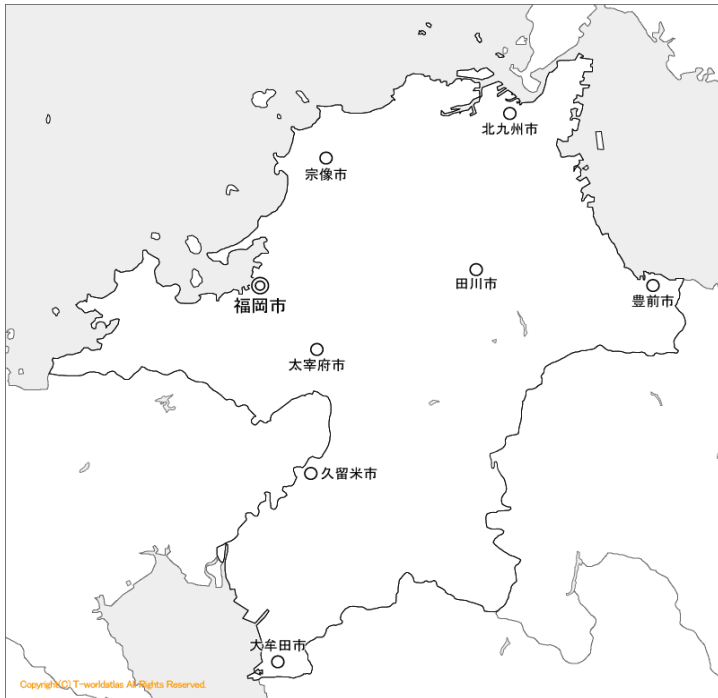 北九州市
宗像市
田川市
福岡市
豊前市
太宰府市
久留米市
大牟田市
Copyright(C) T-worldatlas All Rights Reserved.